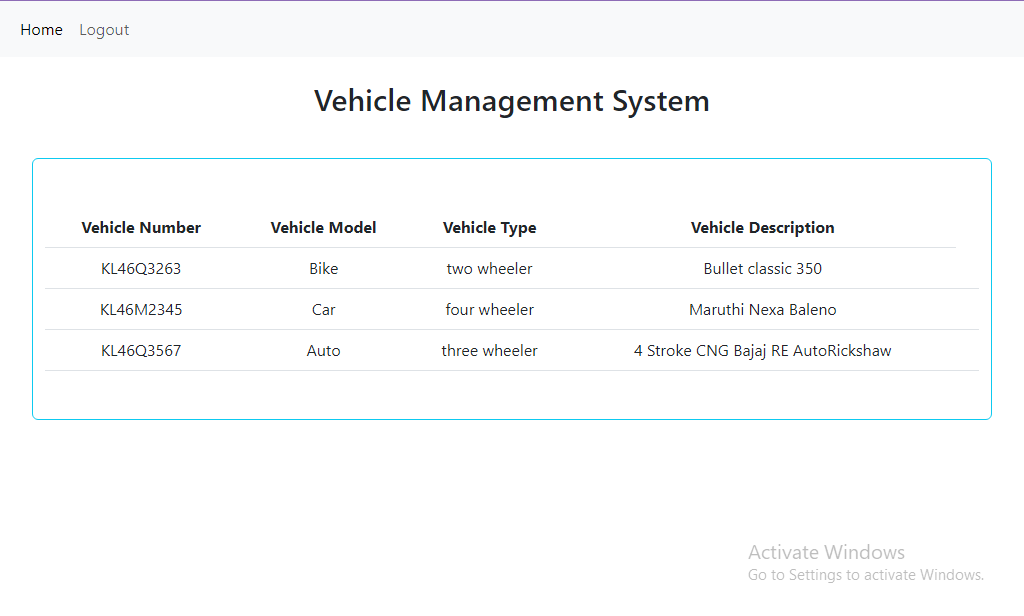 Home Logout
Vehicle Management System
Vehicle Number Vehicle Model Vehicle Type Vehicle Description
KL46Q3263 Bike two wheeler Bullet classic 350
KL46M2345 Car four wheeler Maruthi Nexa Baleno
KL46Q3567 Auto three wheeler 4 Stroke CNG Bajaj RE AutoRickshaw
Activate Windows
Go to Settings to activate Windows.